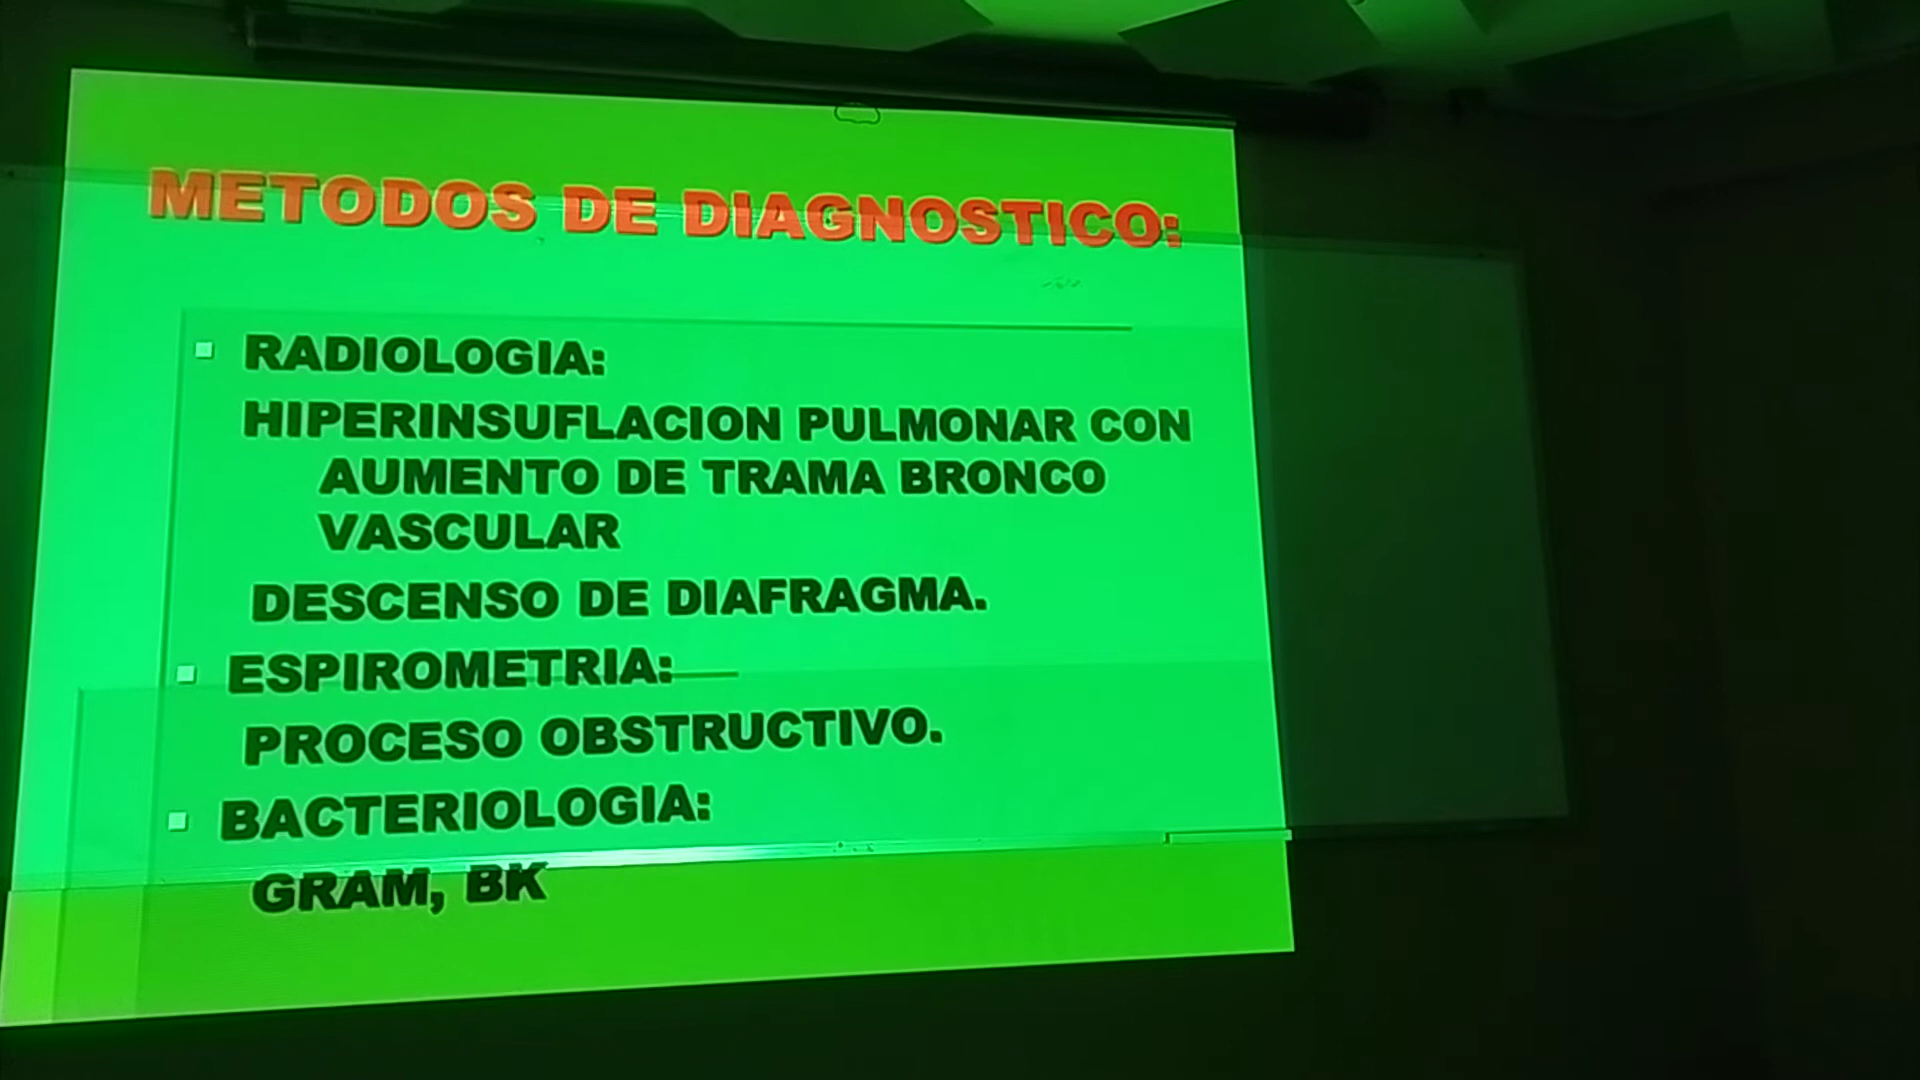 METODOS DE DIAGNOSTICO:
RADIOLOGIA:
HIPERINSUFLACION PULMONAR CON
AUMENTO DE TRAMA BRONCO
VASCULAR
DESCENSO DE DIAFRAGMA.
ESPIROMETRIA:
PROCESO OBSTRUCTIVO.
BACTERIOLOGIA:
GRAM, BK